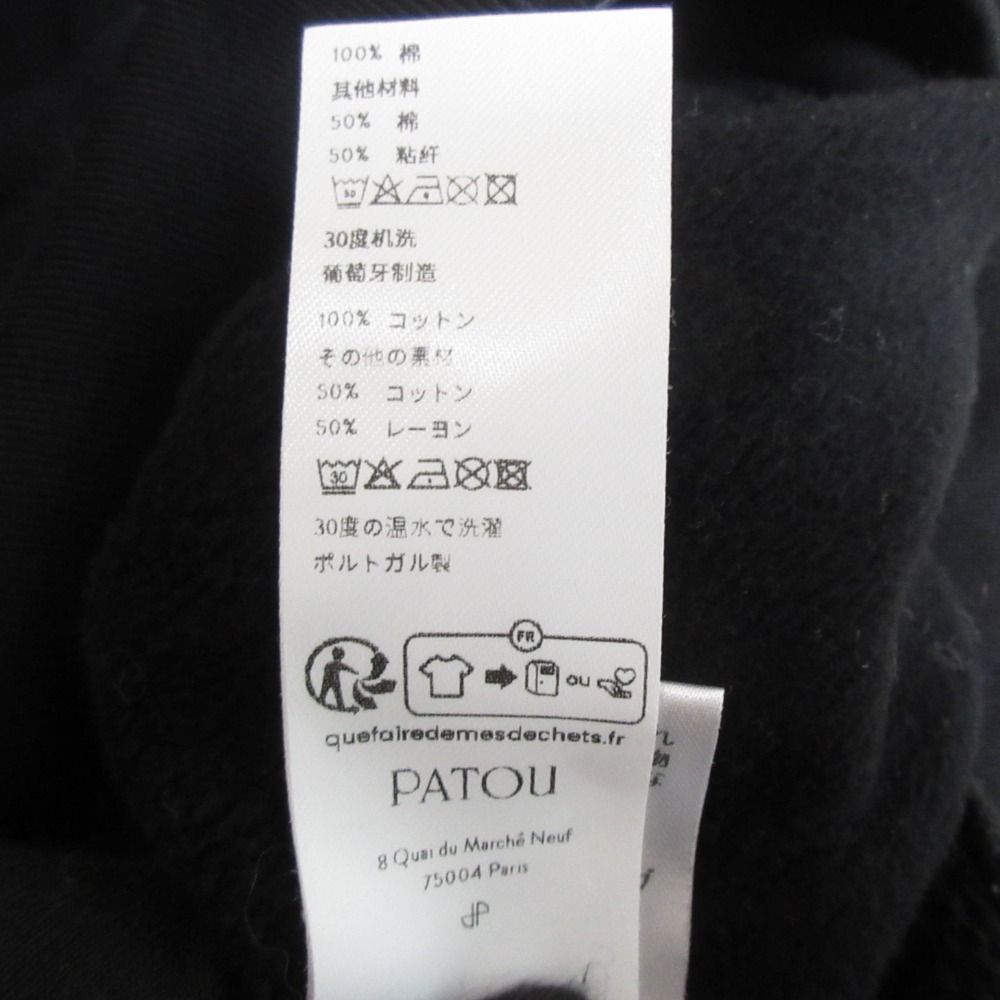 100% 棉
其他材料
50% 棉
50% 粘纤
30度机洗
葡萄牙制造
100% コットン
その他の素材
50% コットン
50% レーヨン
30
30度の温水で洗濯
ポルトガル製
FR
ou
quefairedemesdechets.fr
PATOU
8 Quai du Marché Neuf
75004 Paris
JP